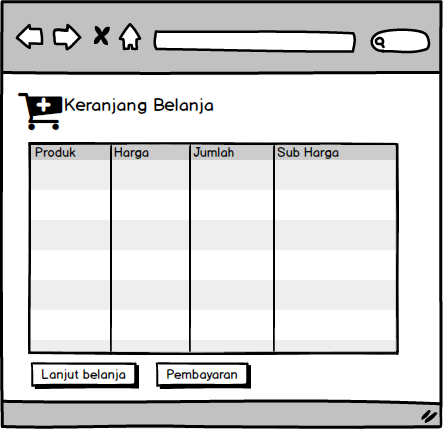 Keranjang Belanja
Produk Harga Jumlah Sub Harga
Lanjut belanja Pembayaran